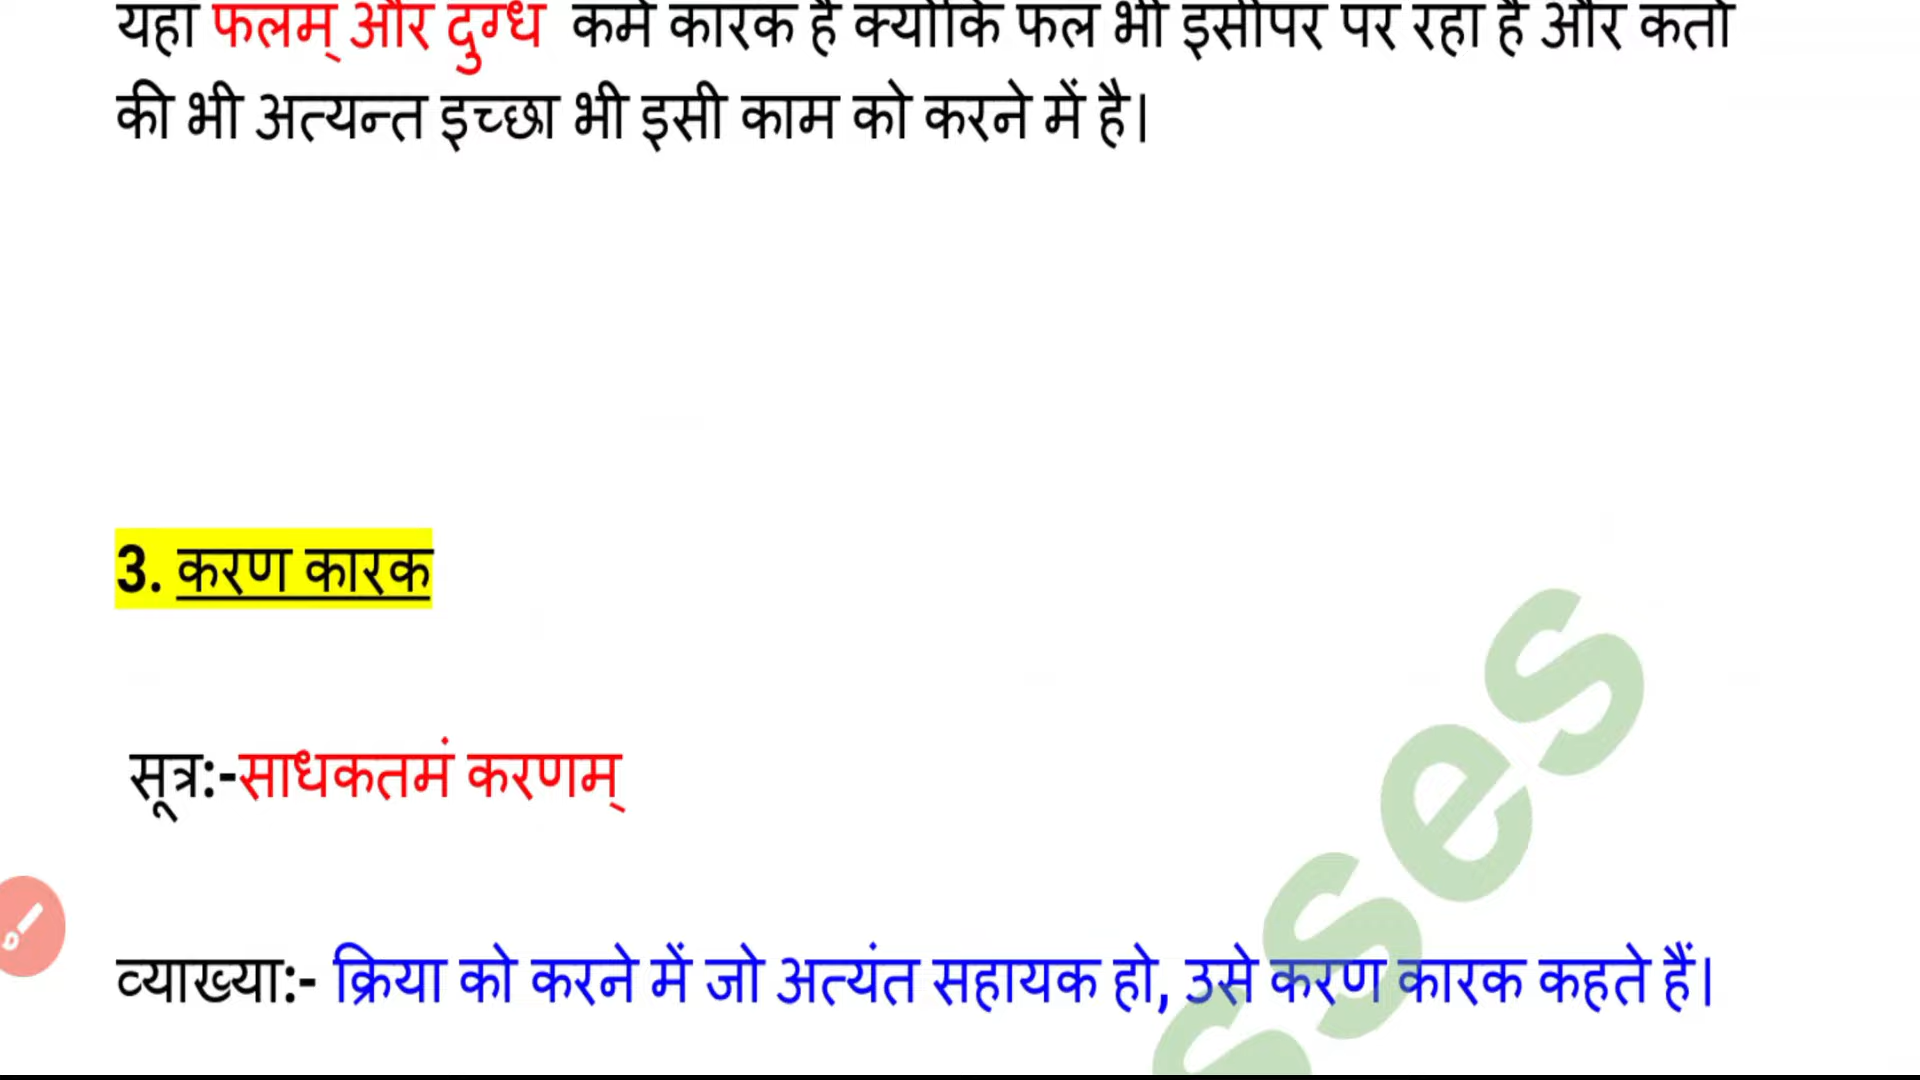 यहा फलम् और दुग्ध कर्म कारक है क्योंकि फल भी इसीपर पर रहा है और कर्ता
की भी अत्यन्त इच्छा भी इसी काम को करने में है।
3. करण कारक
सूत्र:-साधकतमं करणम्
व्याख्या:- क्रिया को करने में जो अत्यंत सहायक हो, उसे करण कारक कहते हैं।
sses